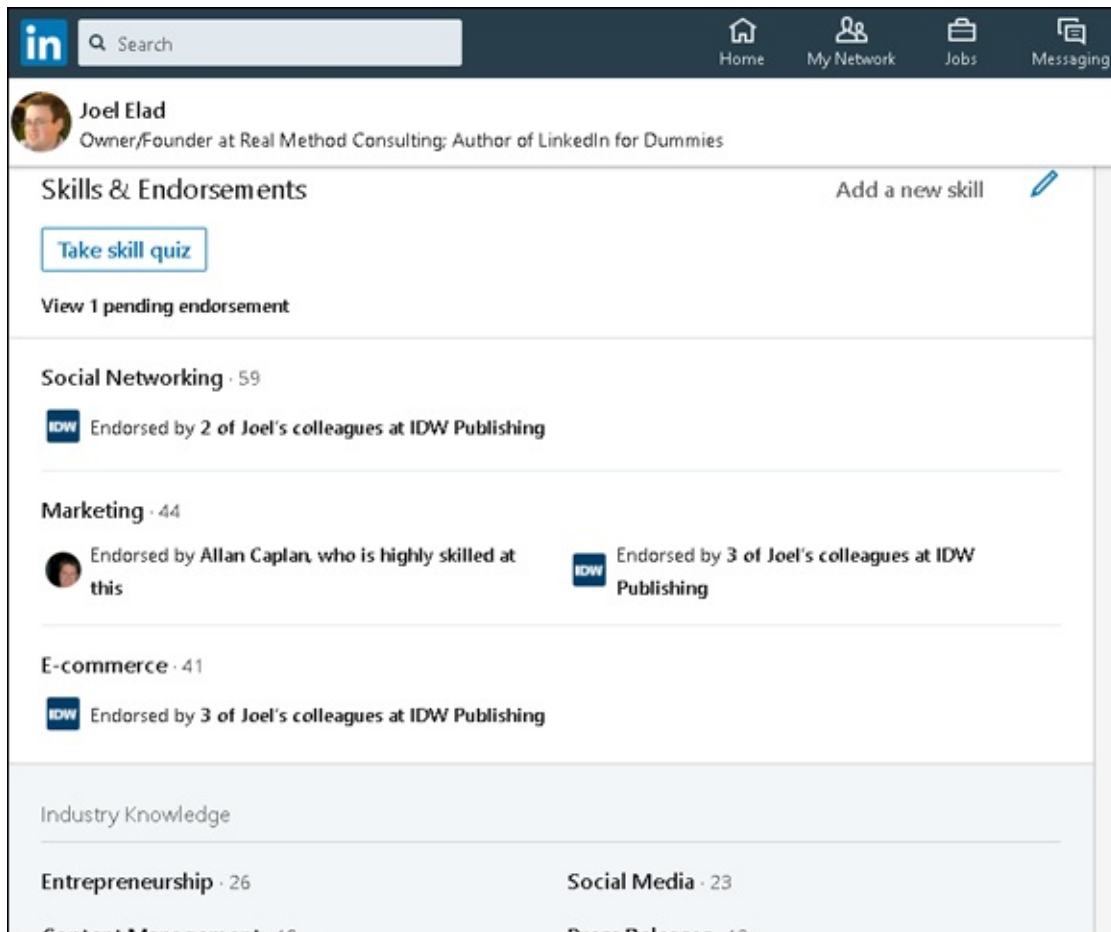 in Search Home My Network Jobs Messaging
Joel Elad
Owner/Founder at Real Method Consulting; Author of LinkedIn for Dummies
Skills & Endorsements Add a new skill
Take skill quiz
View 1 pending endorsement
Social Networking · 59
IDW Endorsed by 2 of Joel's colleagues at IDW Publishing
Marketing · 44
Endorsed by Allan Caplan, who is highly skilled at
this
IDW Endorsed by 3 of Joel's colleagues at IDW
Publishing
E-commerce · 41
IDW Endorsed by 3 of Joel's colleagues at IDW Publishing
Industry Knowledge
Entrepreneurship · 26 Social Media · 23
Content Management Press Releases